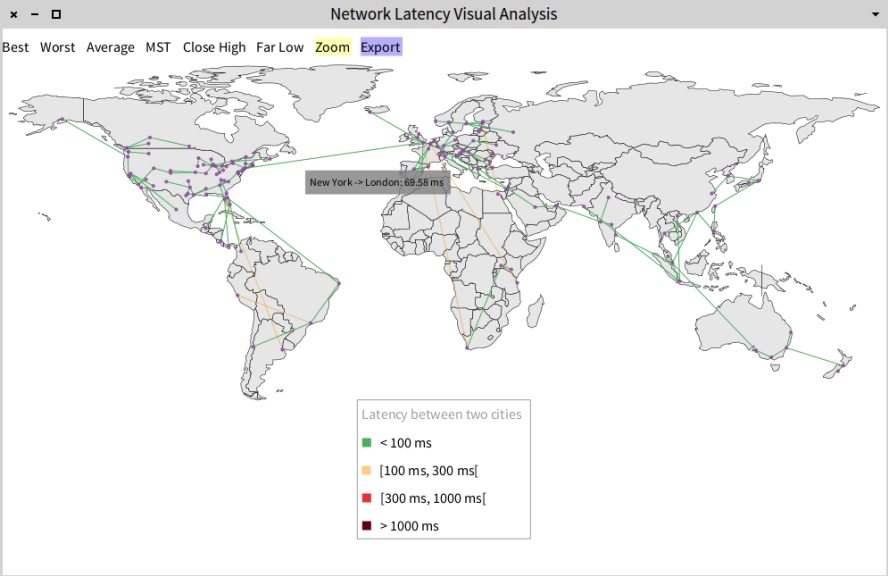 Network Latency Visual Analysis
Best Worst Average MST Close High Far Low Zoom Export
New York -> London: 69.58 ms
Latency between two cities
< 100 ms
[100 ms, 300 ms[
[300 ms, 1000 ms[
> 1000 ms